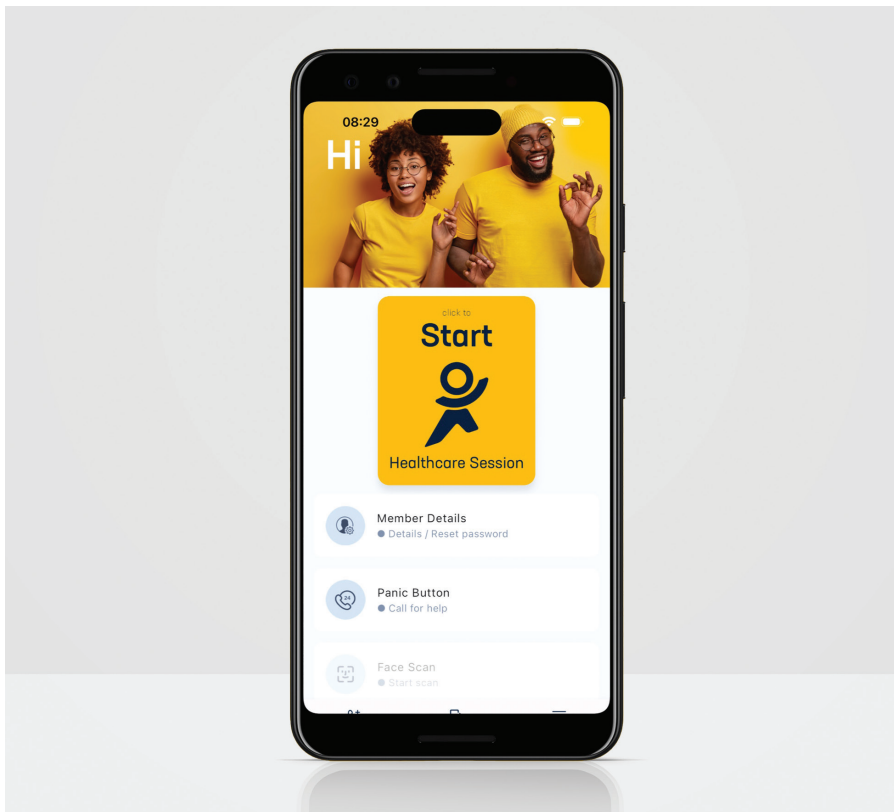 08:29
Hi
click to
Start
Healthcare Session
Member Details
Details / Reset password
Panic Button
24
Call for help
Face Scan
Start scan